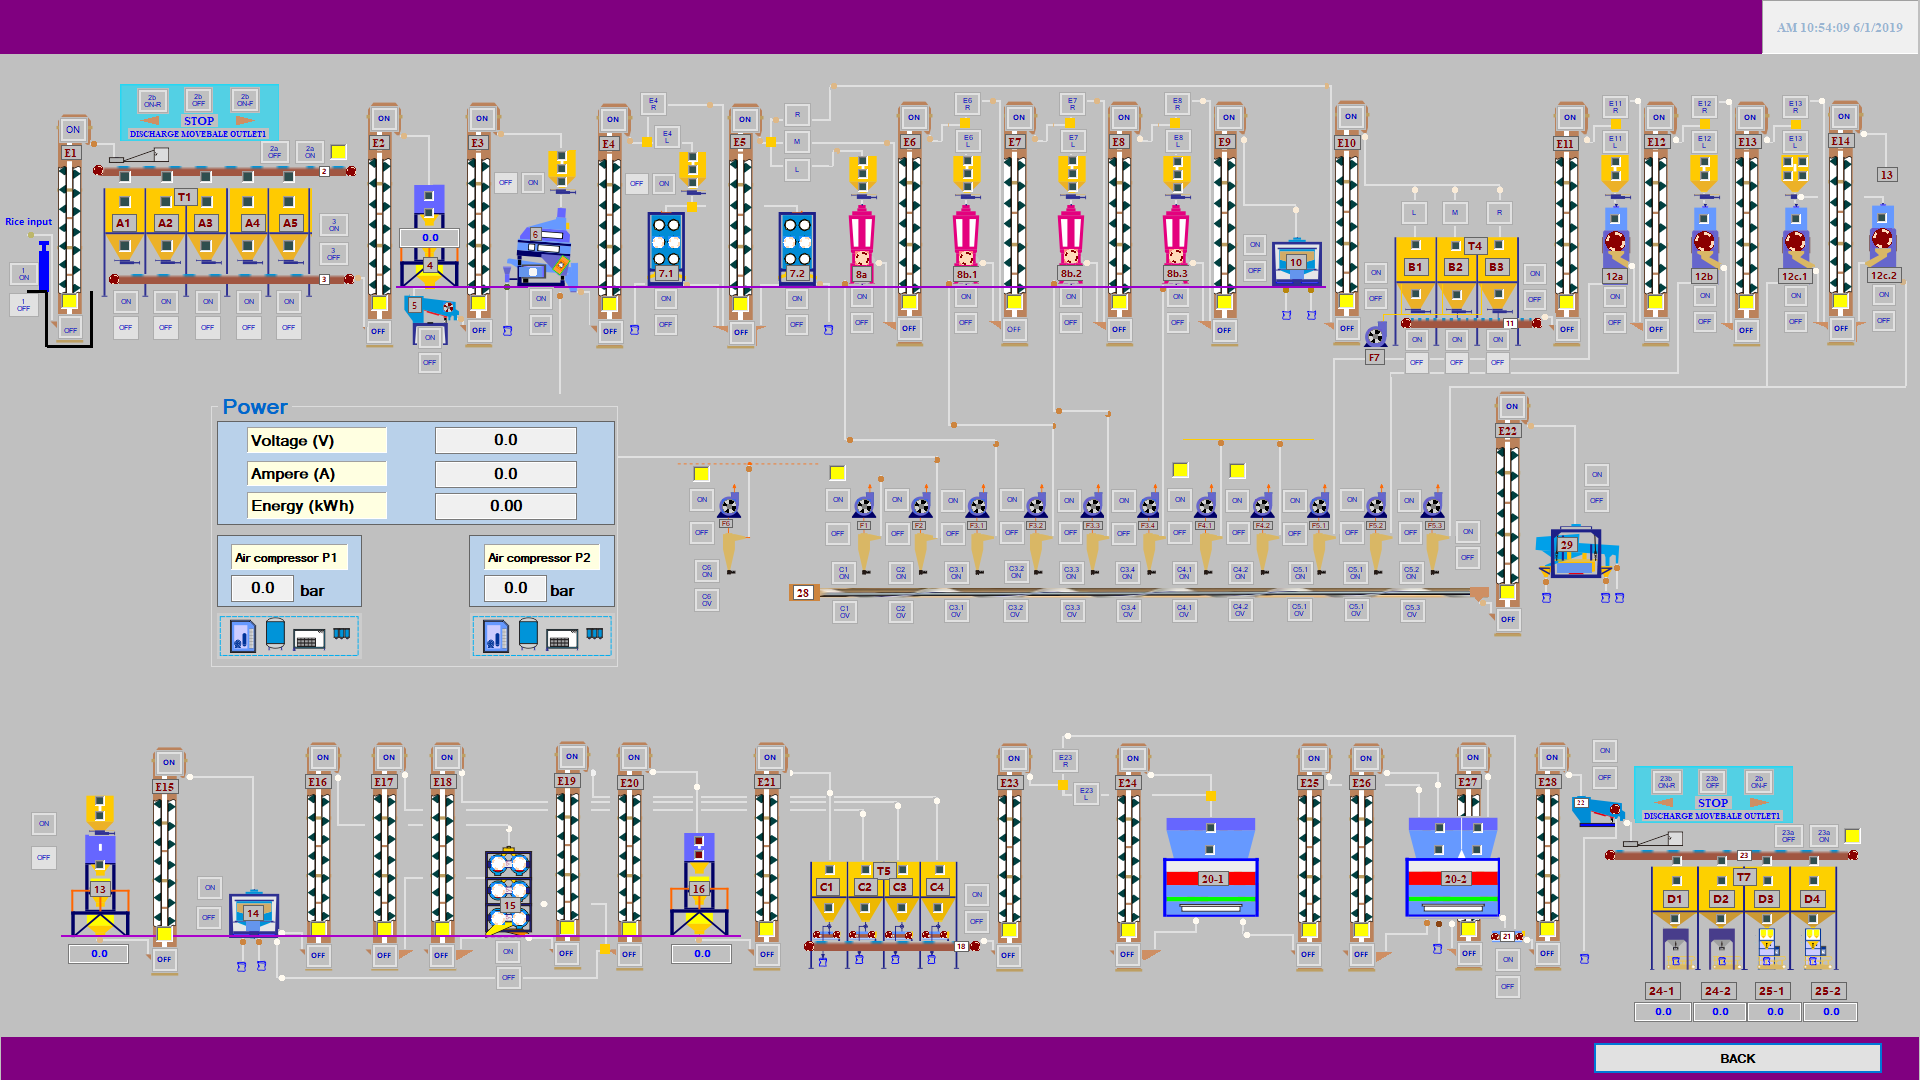 AM 10:54:09 6/1/2019
2b ON-R
2b OFF
2b ON-F
STOP
DISCHARGE MOVEBALE OUTLET1
ON
E1
2a OFF
2a ON
2
T1
A1 A2 A3 A4 A5
3 ON
3 OFF
3
Rice input
1 ON
1 OFF
OFF
ON ON ON ON ON
OFF OFF OFF OFF OFF
ON
E2
OFF
0.0
4
5
ON
OFF
ON
E3
OFF
OFF ON
6
ON
OFF
ON
E4
OFF
E4 R
E4 L
OFF ON
7.1
ON
OFF
ON
E5
OFF
R
M
L
7.2
ON
OFF
8a
ON
OFF
ON
E6
OFF
E6 R
E6 L
8b.1
ON
OFF
ON
E7
OFF
E7 R
E7 L
8b.2
ON
OFF
ON
E8
OFF
E8 R
E8 L
8b.3
ON
OFF
ON
E9
OFF
ON
OFF
10
ON
E10
OFF
L M R
T4
B1 B2 B3
ON
OFF
ON
OFF
11
F7
ON ON ON
OFF OFF OFF
ON
E11
OFF
E11 R
E11 L
12a
ON
OFF
ON
E12
OFF
E12 R
E12 L
12b
ON
OFF
ON
E13
OFF
E13 R
E13 L
12c.1
ON
OFF
ON
E14
OFF
13
12c.2
ON
OFF
Power
Voltage (V) 0.0
Ampere (A) 0.0
Energy (kWh) 0.00
Air compressor P1
0.0 bar
Air compressor P2
0.0 bar
ON
E22
OFF
ON
OFF
29
ON ON ON ON ON ON ON ON ON ON ON ON
F6 F1 F2 F3.1 F3.2 F3.3 F3.4 F4.1 F4.2 F5.1 F5.2 F5.3
OFF OFF OFF OFF OFF OFF OFF OFF OFF OFF OFF OFF
ON
OFF
C6 ON
C6 OV
C1 ON
C2 ON
C3.1 ON
C3.2 ON
C3.3 ON
C3.4 ON
C4.1 ON
C4.2 ON
C5.1 ON
C5.1 ON
C5.2 ON
28
C1 OV
C2 OV
C3.1 OV
C3.2 OV
C3.3 OV
C3.4 OV
C4.1 OV
C4.2 OV
C5.1 OV
C5.1 OV
C5.3 OV
ON
OFF
13
0.0
ON
E15
OFF
ON
OFF
14
ON
E16
OFF
ON
E17
OFF
ON
E18
OFF
15
ON
OFF
ON
E19
OFF
ON
E20
OFF
16
0.0
ON
E21
OFF
T5
C1 C2 C3 C4
ON
OFF
18
ON
E23
OFF
E23 R
E23 L
ON
E24
OFF
20-1
ON
E25
OFF
ON
E26
OFF
20-2
ON
E27
OFF
21
ON
OFF
ON
E28
OFF
ON
OFF
22
23b ON-R
23b OFF
2b ON-F
STOP
DISCHARGE MOVEBALE OUTLET1
23a OFF
23a ON
23
T7
D1 D2 D3 D4
24-1 24-2 25-1 25-2
0.0 0.0 0.0 0.0
BACK